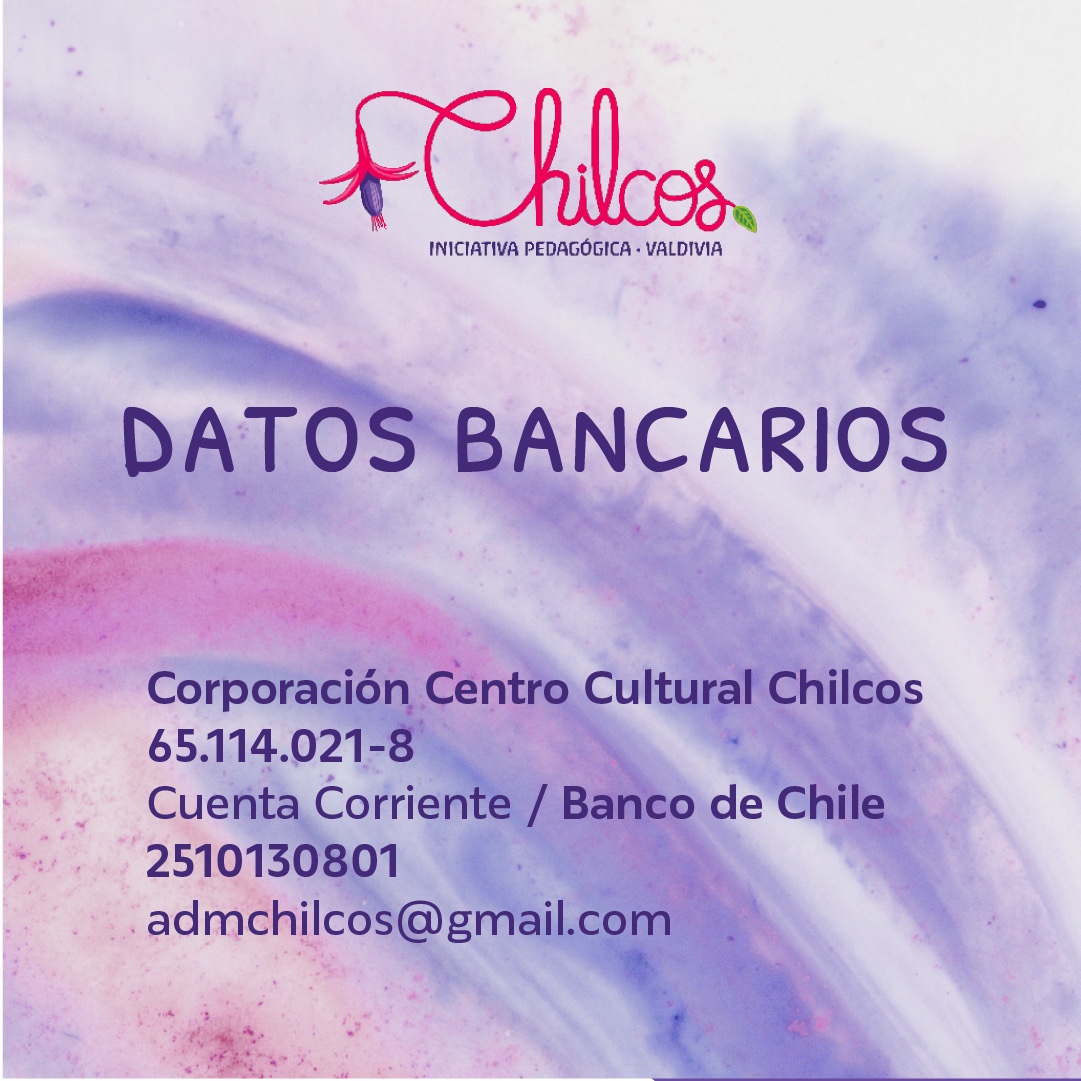 Chilcos
INICIATIVA PEDAGÓGICA · VALDIVIA
DATOS BANCARIOS
Corporación Centro Cultural Chilcos
65.114.021-8
Cuenta Corriente / Banco de Chile
2510130801
admchilcos@gmail.com